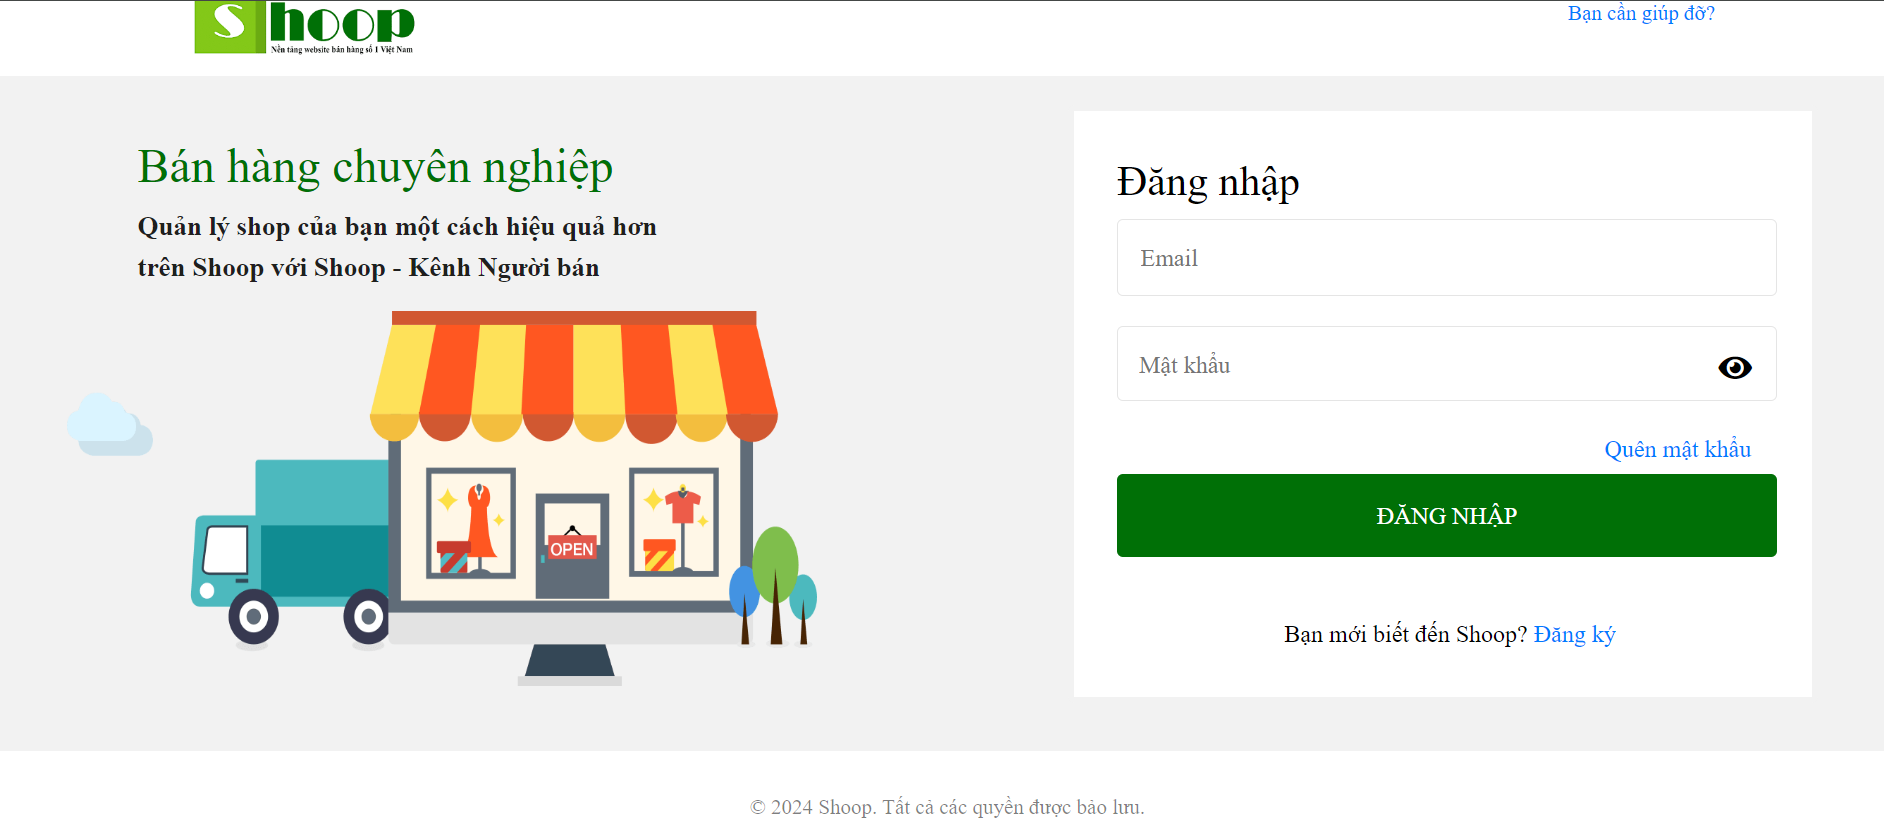 Shoop
Nền tảng website bán hàng số 1 Việt Nam
Bạn cần giúp đỡ?
Bán hàng chuyên nghiệp
Quản lý shop của bạn một cách hiệu quả hơn
trên Shoop với Shoop - Kênh Người bán
OPEN
Đăng nhập
Email
Mật khẩu
Quên mật khẩu
ĐĂNG NHẬP
Bạn mới biết đến Shoop? Đăng ký
© 2024 Shoop. Tất cả các quyền được bảo lưu.